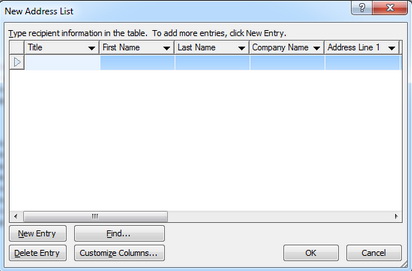 New Address List
Type recipient information in the table. To add more entries, click New Entry.
Title First Name Last Name Company Name Address Line 1
New Entry Find...
Delete Entry Customize Columns... OK Cancel